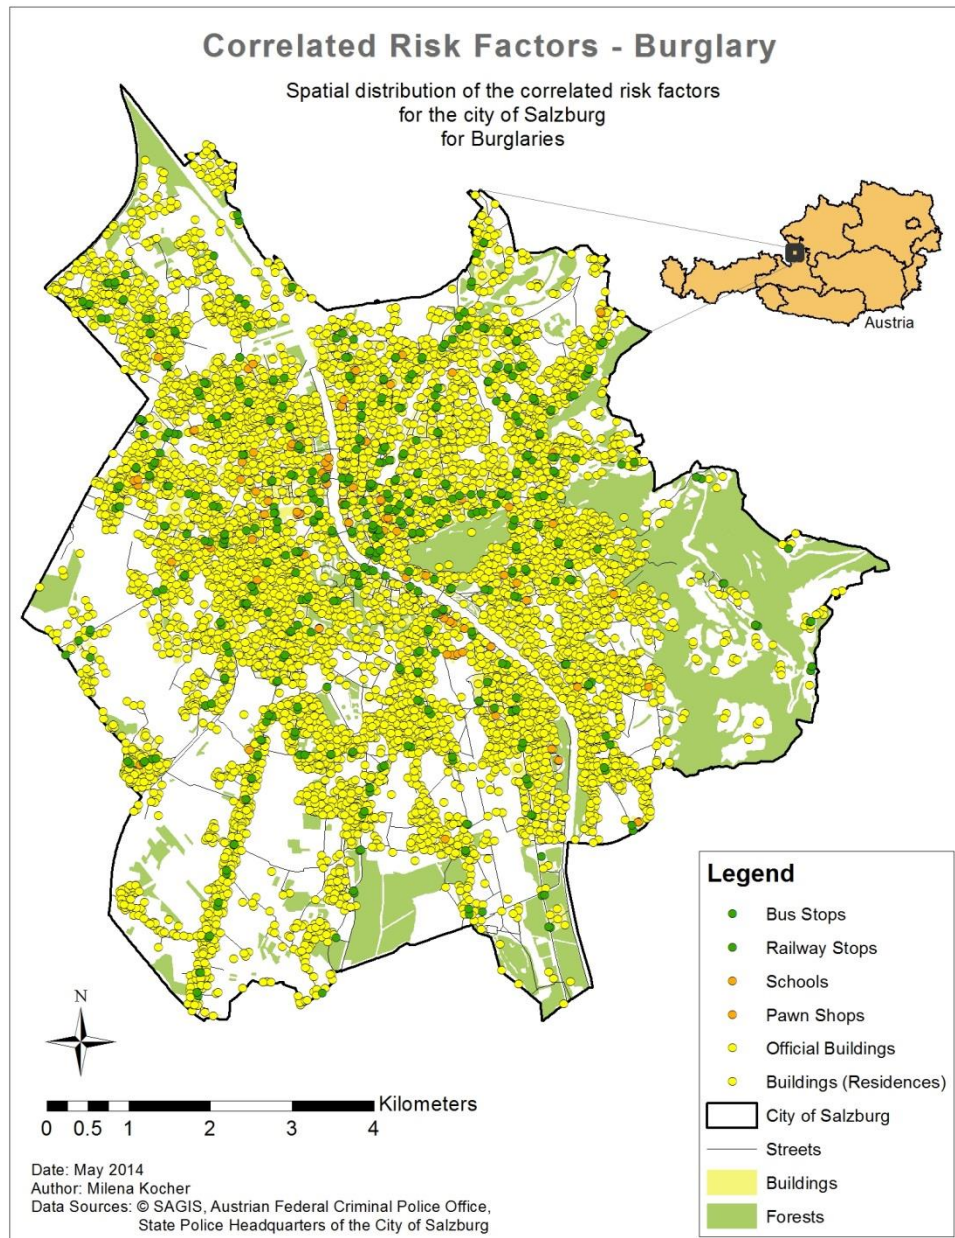 Correlated Risk Factors - Burglary
Spatial distribution of the correlated risk factors
for the city of Salzburg
for Burglaries
Austria
Legend
Bus Stops
Railway Stops
Schools
Pawn Shops
Official Buildings
Buildings (Residences)
City of Salzburg
Streets
Buildings
Forests
N
Kilometers
0 0.5 1 2 3 4
Date: May 2014
Author: Milena Kocher
Data Sources: © SAGIS, Austrian Federal Criminal Police Office,
State Police Headquarters of the City of Salzburg